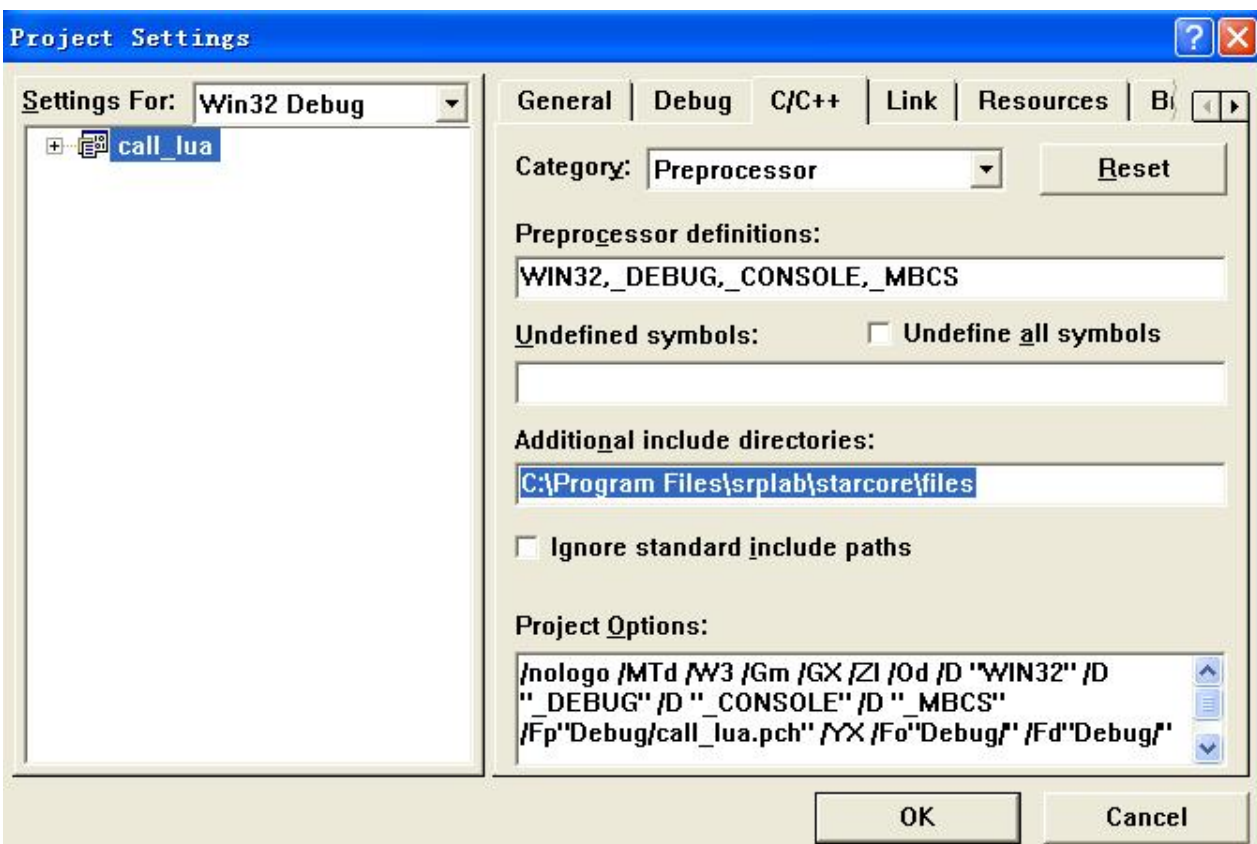 Project Settings
Settings For: Win32 Debug
call_lua
General Debug C/C++ Link Resources
Category: Preprocessor Reset
Preprocessor definitions:
WIN32,_DEBUG,_CONSOLE,_MBCS
Undefined symbols: Undefine all symbols
Additional include directories:
C:\Program Files\srplab\starcore\files
Ignore standard include paths
Project Options:
/nologo /MTd /W3 /Gm /GX /ZI /Od /D "WIN32" /D
"_DEBUG" /D "_CONSOLE" /D "_MBCS"
/Fp"Debug/call_lua.pch" /YX /Fo"Debug/" /Fd"Debug/"
OK Cancel